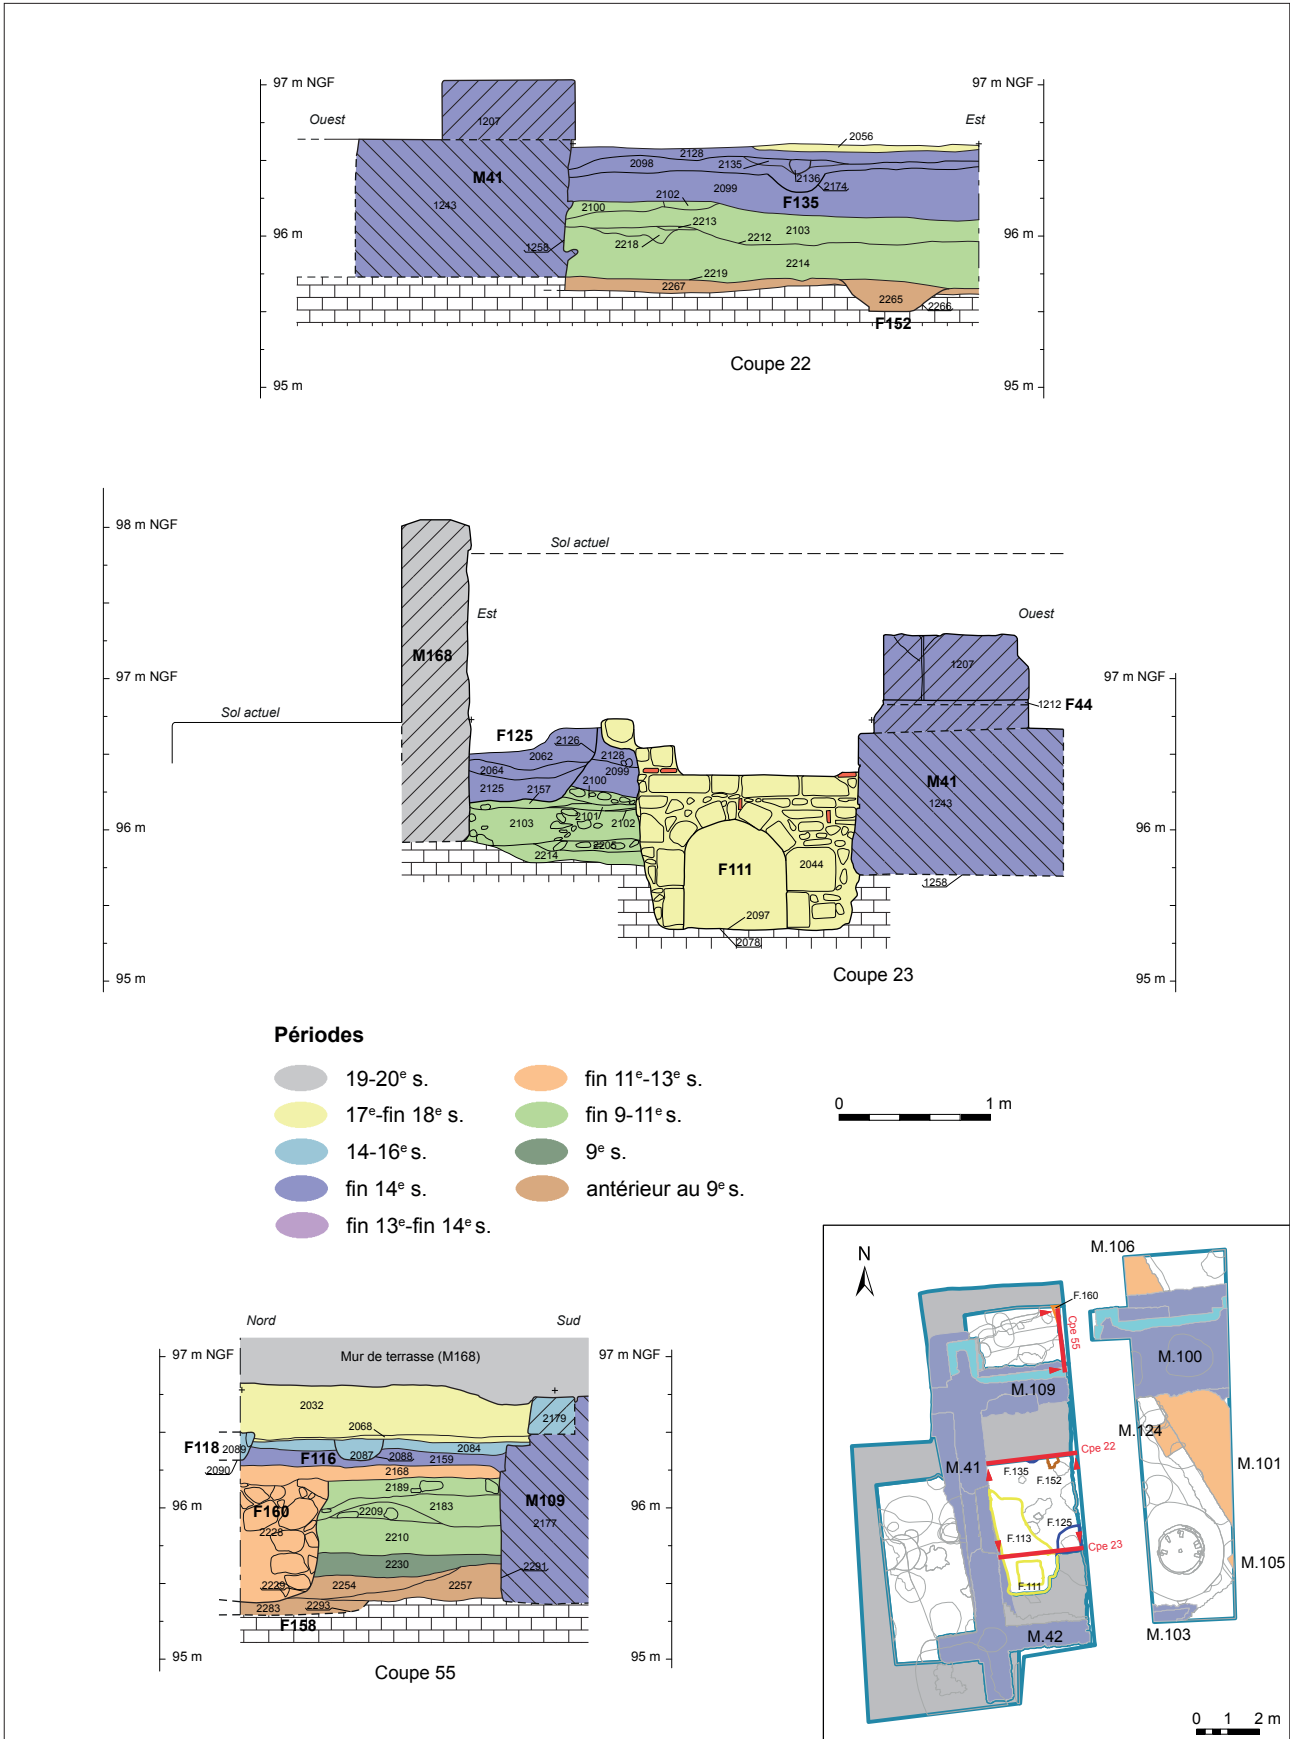 97 m NGF
97 m NGF
Ouest
Est
1207
2056
2128
2098
2135
M41
2136
2174
2099
F135
2102
1243
2100
2213
2103
1258
2218
2212
2214
2219
2267
2265
2266
F152
96 m
96 m
Coupe 22
95 m
95 m
98 m NGF
Sol actuel
Est
Ouest
M168
1207
97 m NGF
97 m NGF
1212 F44
Sol actuel
F125
2126
2062
2128
2064
2099
2100
2125
2157
M41
1243
2101
2103
2102
96 m
96 m
2205
2214
F111
2044
1258
2097
2078
Coupe 23
95 m
95 m
Périodes
19-20e s.
17e-fin 18e s.
14-16e s.
fin 14e s.
fin 13e-fin 14e s.
fin 11e-13e s.
fin 9-11e s.
9e s.
antérieur au 9e s.
0 1 m
Nord
Sud
97 m NGF
Mur de terrasse (M168)
97 m NGF
2032
2179
2068
F118
2089
2084
F116
2087
2088
2159
2090
2168
2189
96 m
2183
M109
96 m
F160
2209
2228
2177
2210
2230
2291
2229
2254
2257
2283
2293
F158
95 m
95 m
Coupe 55
N
M.106
F.160
Cpe 55
M.100
M.109
M.124
Cpe 22
M.41
F.135
F.152
M.101
F.125
F.113
Cpe 23
M.105
F.111
M.42
M.103
0 1 2 m